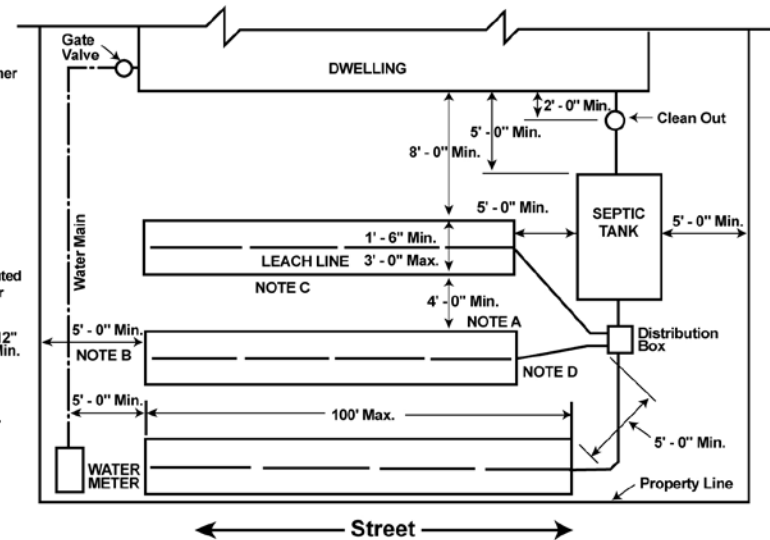 Gate
Valve
DWELLING
2' - 0" Min.
Clean Out
5' - 0" Min.
8' - 0" Min.
Water Main
5' - 0" Min.
SEPTIC
TANK
5' - 0" Min.
1' - 6" Min.
LEACH LINE 3' - 0" Max.
NOTE C
4' - 0" Min.
NOTE A
5' - 0" Min.
NOTE B
Distribution
Box
NOTE D
5' - 0" Min.
100' Max.
5' - 0" Min.
WATER
METER
Property Line
Street
12"